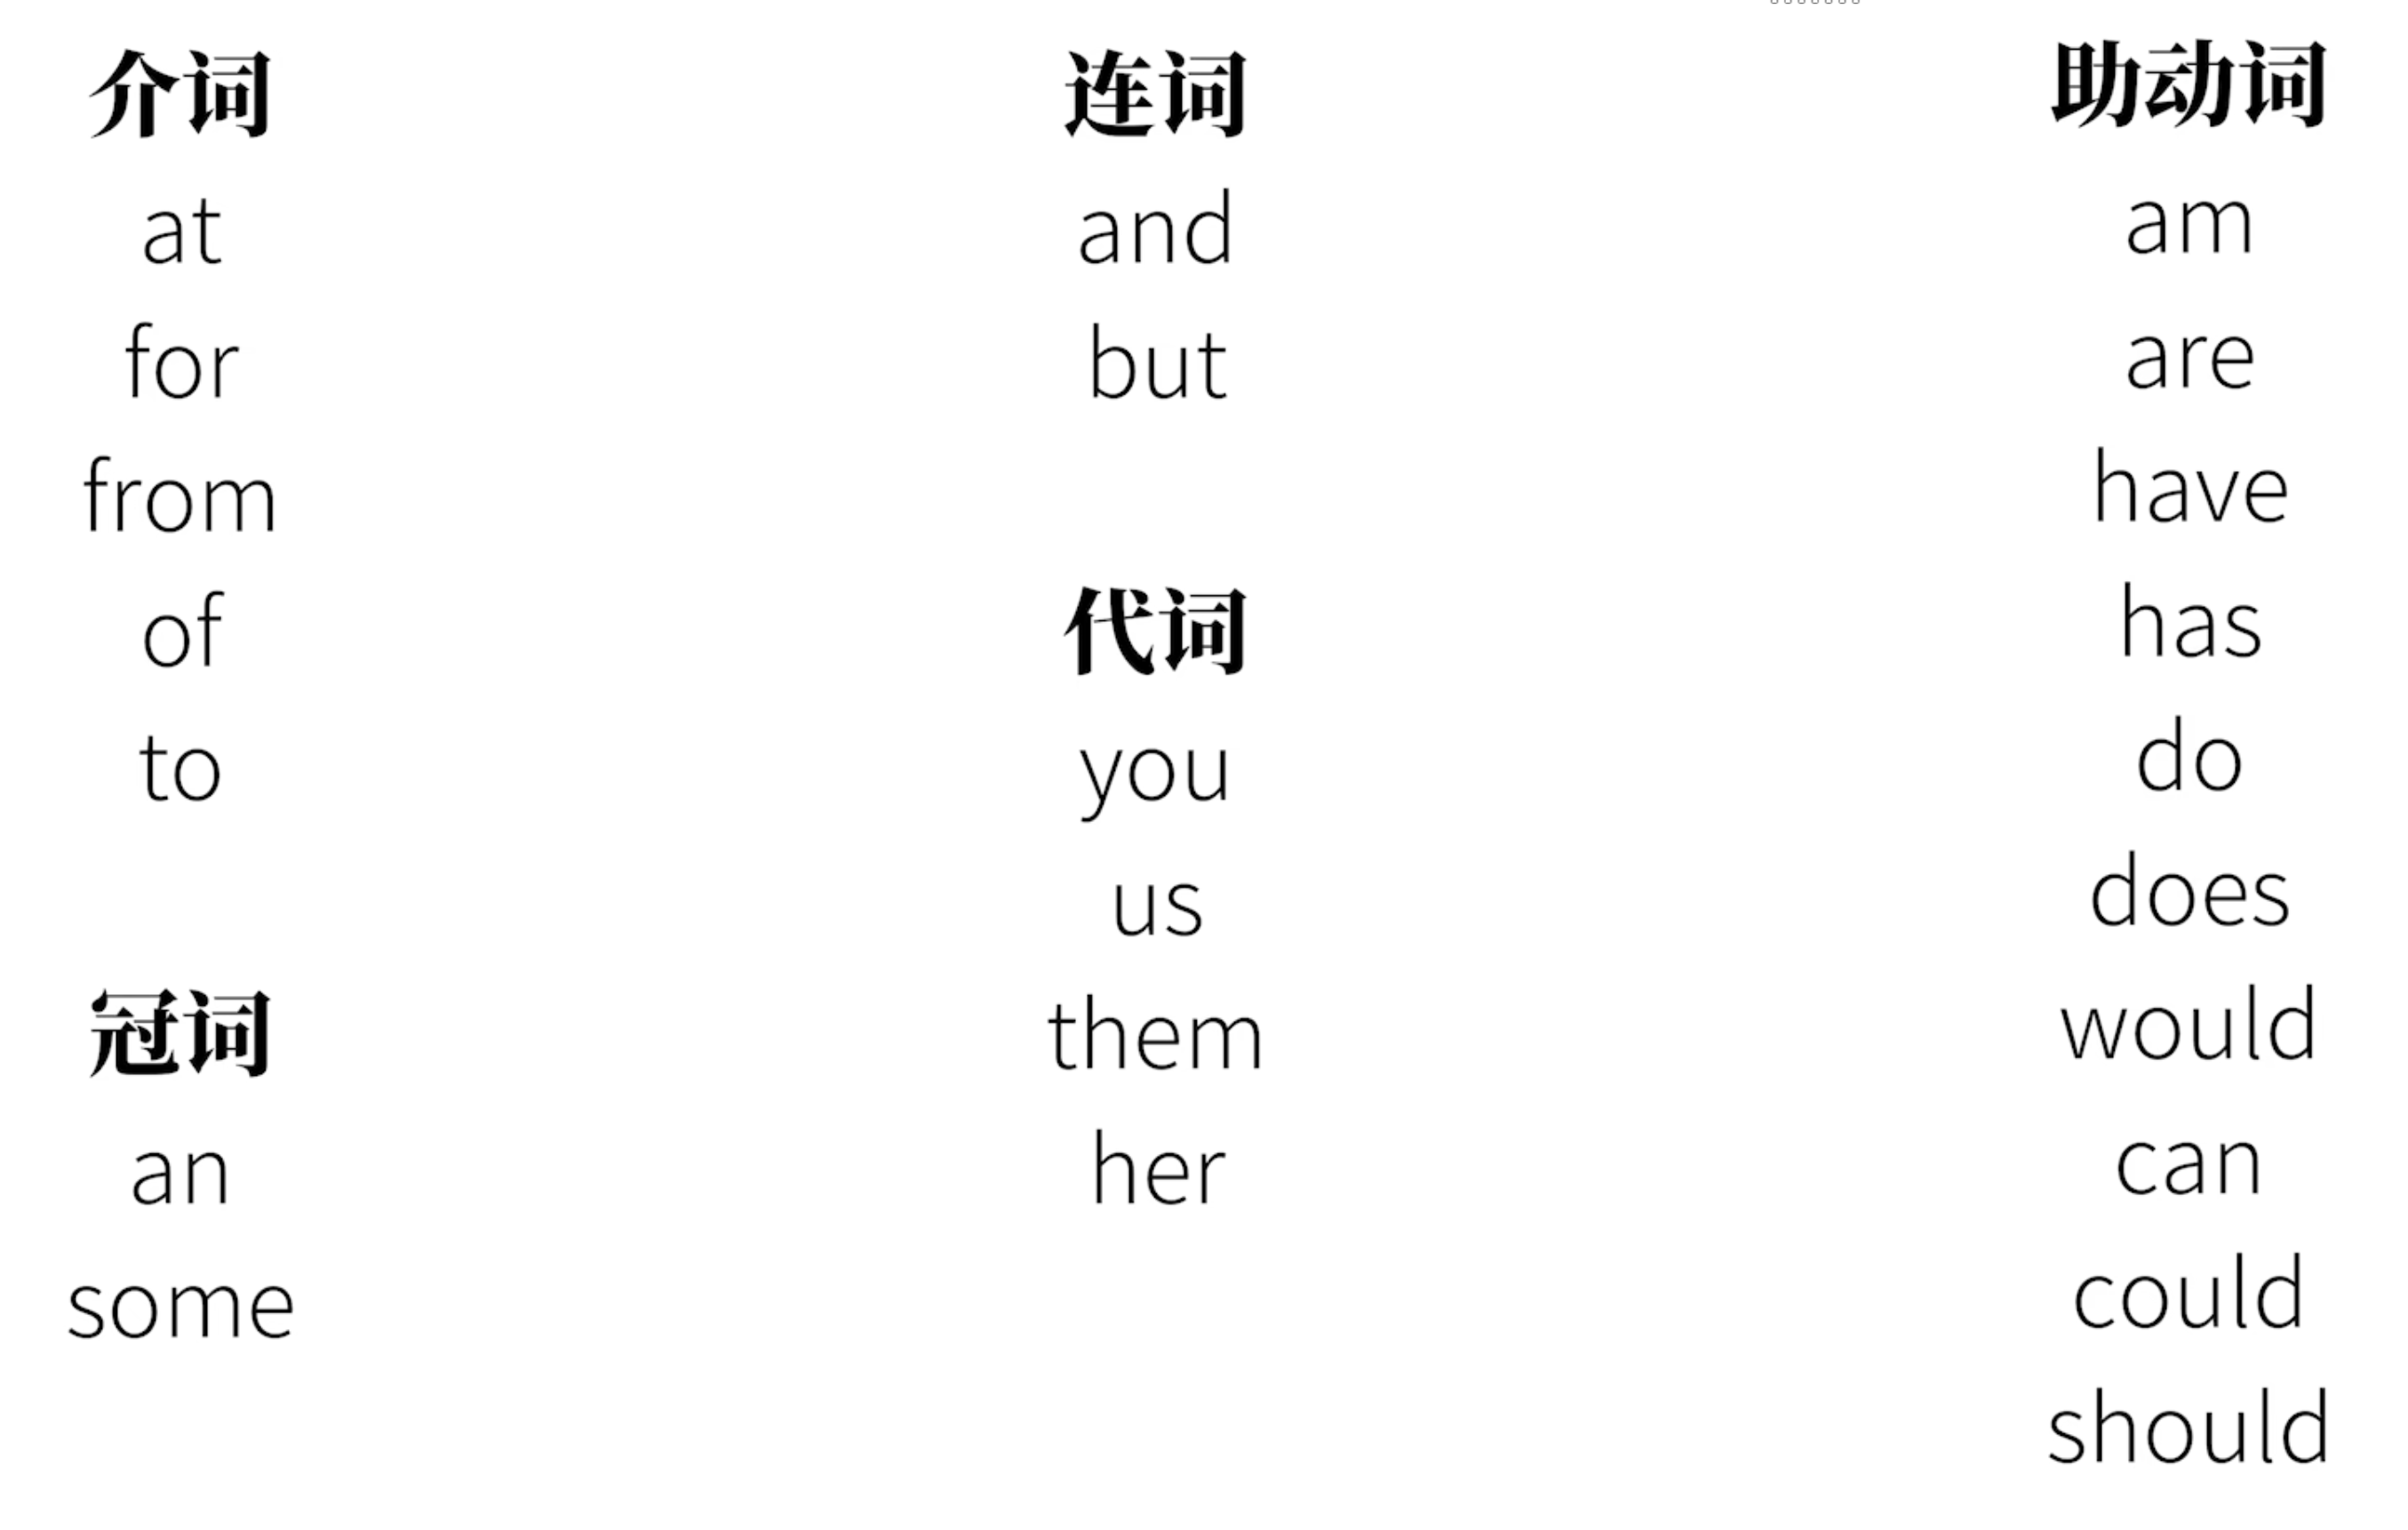 介词
at
for
from
of
to
冠词
an
some
连词
and
but
代词
you
us
them
her
助动词
am
are
have
has
do
does
would
can
could
should